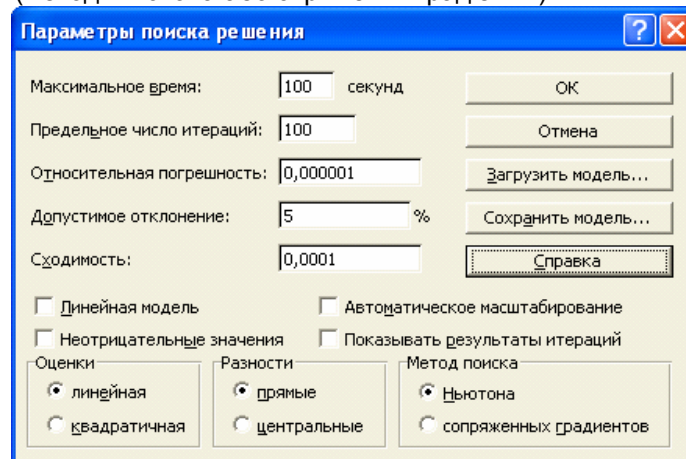 Параметры поиска решения
Максимальное время: 100 секунд OK
Предельное число итераций: 100 Отмена
Относительная погрешность: 0,000001 Загрузить модель...
Допустимое отклонение: 5 % Сохранить модель...
Сходимость: 0,0001 Справка
Линейная модель Автоматическое масштабирование
Неотрицательные значения Показывать результаты итераций
Оценки Разности Метод поиска
линейная прямые Ньютона
квадратичная центральные сопряженных градиентов